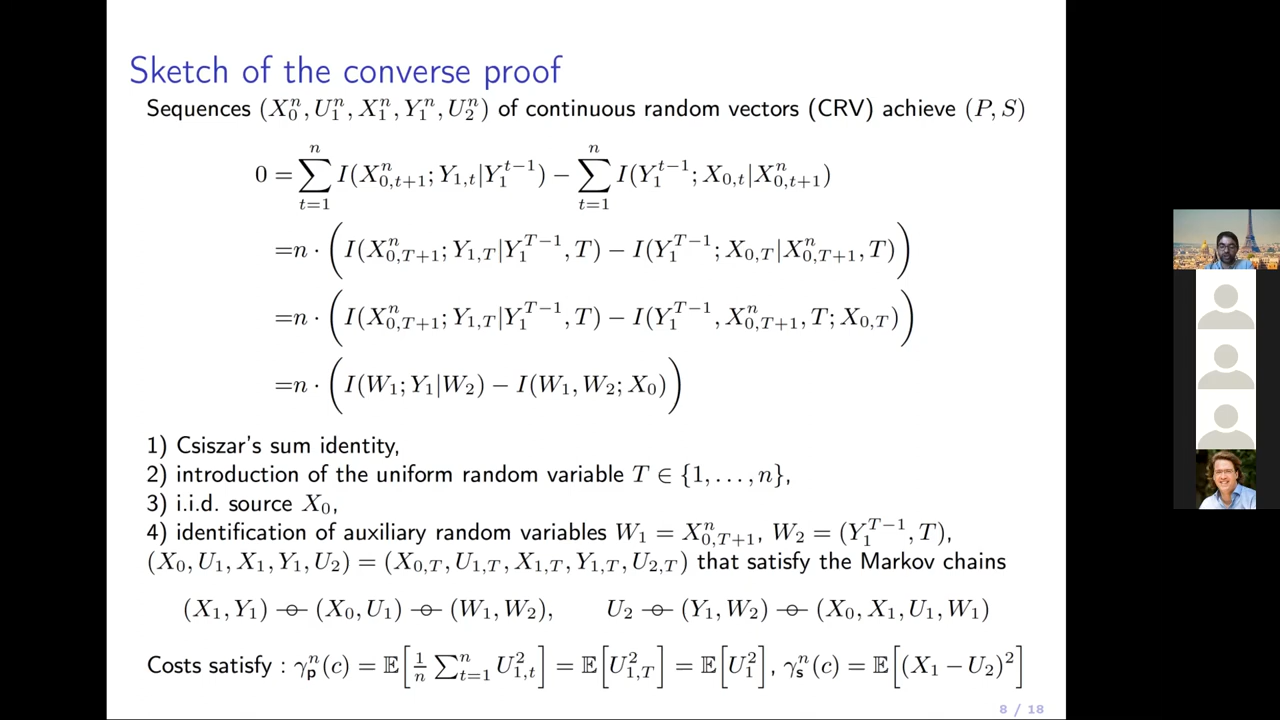 Sketch of the converse proof
Sequences (X_0^n, U_1^n, X_1^n, Y_1^n, U_2^n) of continuous random vectors (CRV) achieve (P, S)
0 = \sum_{t=1}^{n} I(X_{0,t+1}^n; Y_{1,t}|Y_1^{t-1}) − \sum_{t=1}^{n} I(Y_1^{t-1}; X_{0,t}|X_{0,t+1}^n)
=n · ( I(X_{0,T+1}^n; Y_{1,T}|Y_1^{T-1}, T) − I(Y_1^{T-1}; X_{0,T}|X_{0,T+1}^n, T) )
=n · ( I(X_{0,T+1}^n; Y_{1,T}|Y_1^{T-1}, T) − I(Y_1^{T-1}, X_{0,T+1}^n, T; X_{0,T}) )
=n · ( I(W_1; Y_1|W_2) − I(W_1, W_2; X_0) )
1) Csiszar's sum identity,
2) introduction of the uniform random variable T ∈ {1, . . . , n},
3) i.i.d. source X_0,
4) identification of auxiliary random variables W_1 = X_{0,T+1}^n, W_2 = (Y_1^{T-1}, T),
(X_0, U_1, X_1, Y_1, U_2) = (X_{0,T}, U_{1,T}, X_{1,T}, Y_{1,T}, U_{2,T}) that satisfy the Markov chains
(X_1, Y_1) −o− (X_0, U_1) −o− (W_1, W_2), U_2 −o− (Y_1, W_2) −o− (X_0, X_1, U_1, W_1)
Costs satisfy : γ_p^n(c) = 𝔼[ \frac{1}{n} \sum_{t=1}^{n} U_{1,t}^2 ] = 𝔼[ U_{1,T}^2 ] = 𝔼[ U_1^2 ], γ_s^n(c) = 𝔼[ (X_1 − U_2)^2 ]
8 / 18